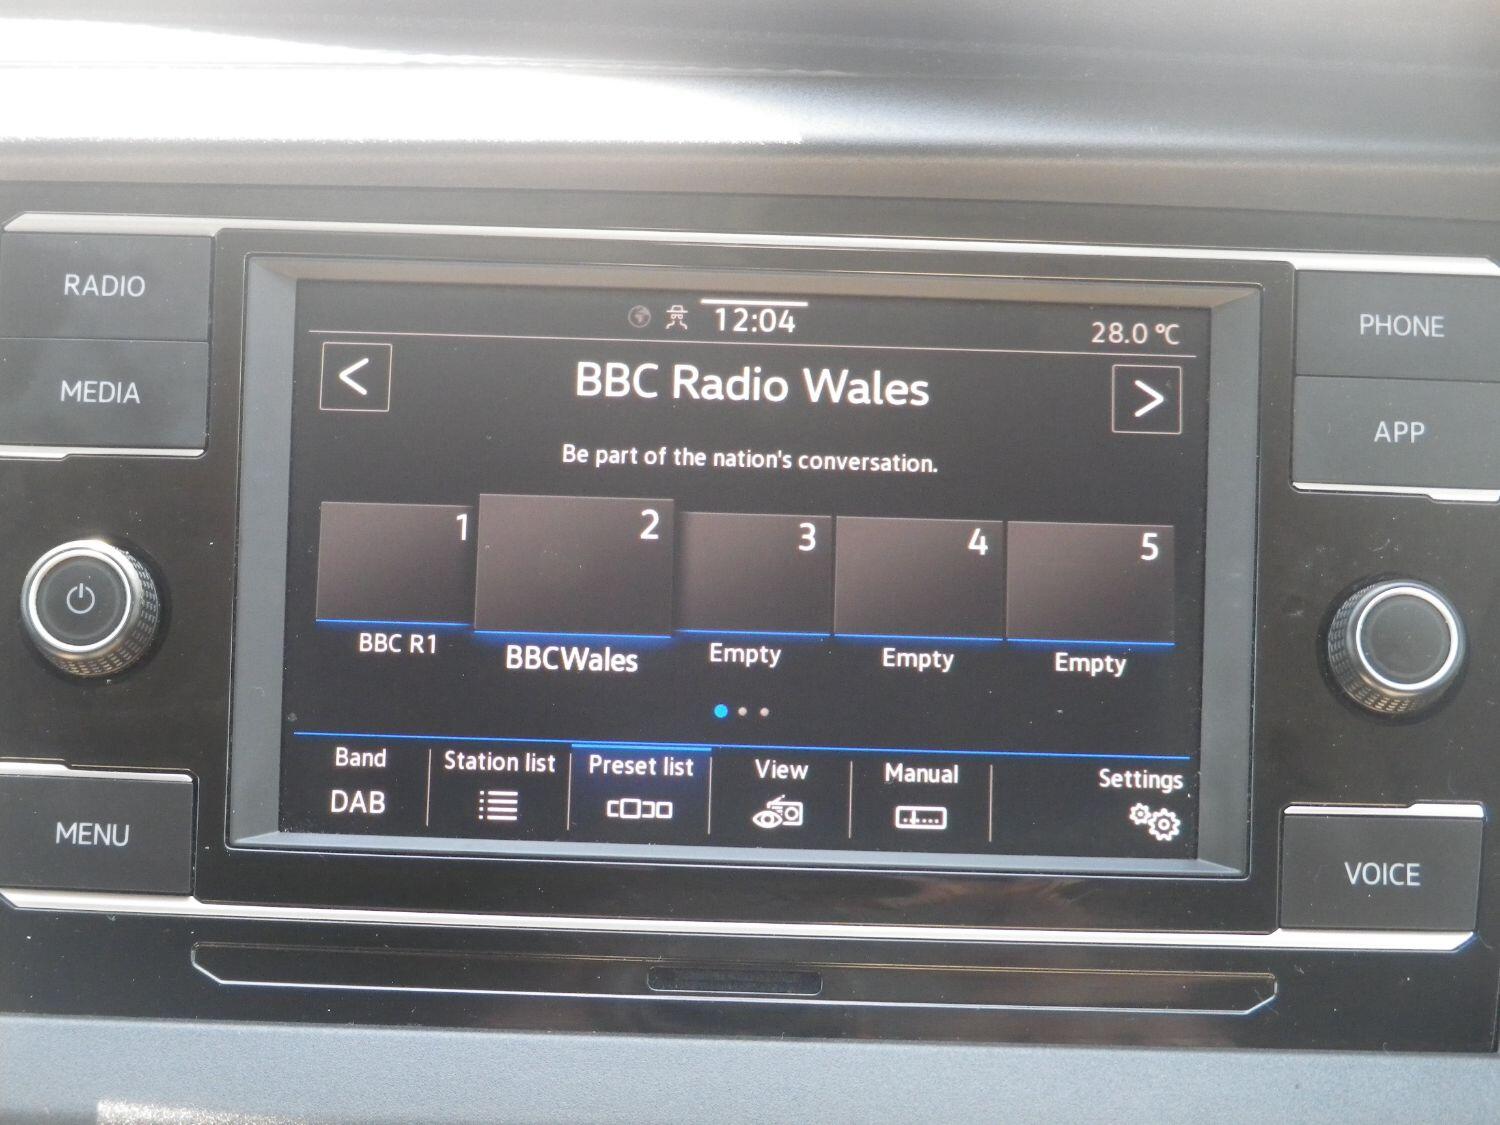 RADIO
MEDIA
MENU
12:04
28.0 °C
<
BBC Radio Wales
>
Be part of the nation's conversation.
1
2
3
4
5
BBC R1
BBCWales
Empty
Empty
Empty
Band
Station list
Preset list
View
Manual
Settings
DAB
PHONE
APP
VOICE